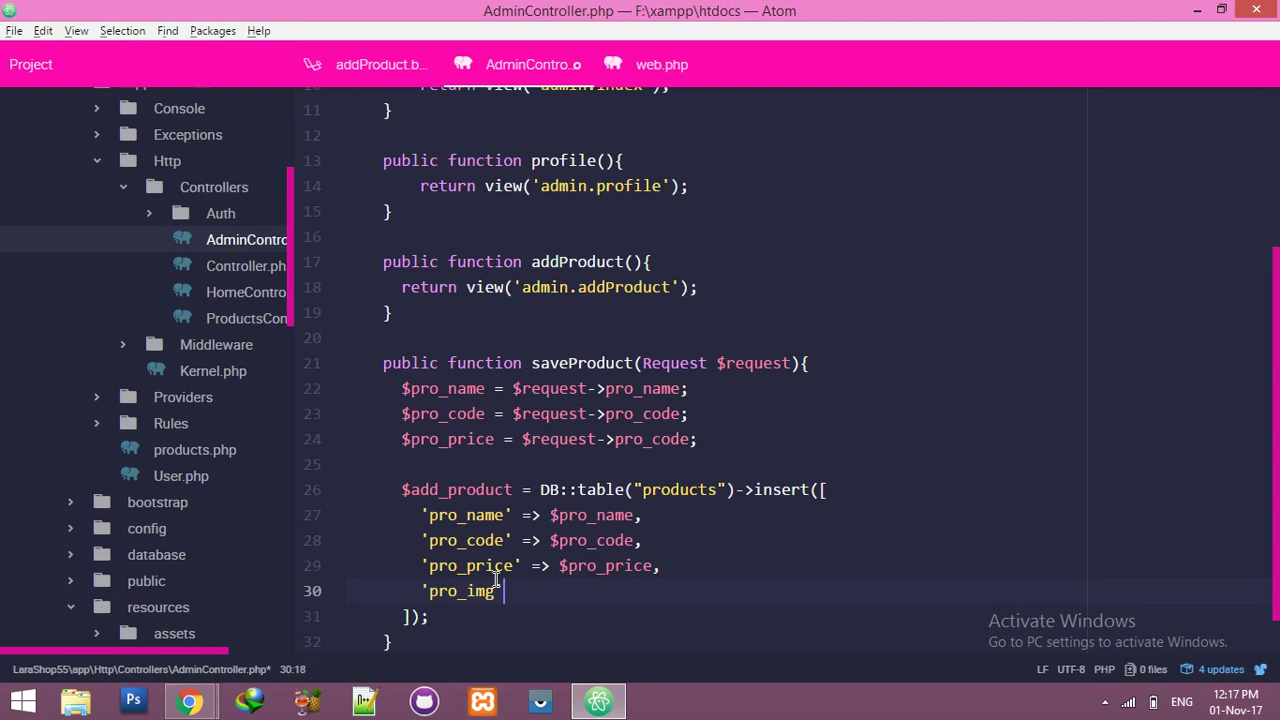 AdminController.php — F:\xampp\htdocs — Atom
File Edit View Selection Find Packages Help
Project
addProduct.b...
AdminContro...
web.php
Console
Exceptions
Http
Controllers
Auth
AdminContro
Controller.ph
HomeContro
ProductsCon
Middleware
Kernel.php
Providers
Rules
products.php
User.php
bootstrap
config
database
public
resources
assets
10 return view('admin.index');
11 }
12
13 public function profile(){
14 return view('admin.profile');
15 }
16
17 public function addProduct(){
18 return view('admin.addProduct');
19 }
20
21 public function saveProduct(Request $request){
22 $pro_name = $request->pro_name;
23 $pro_code = $request->pro_code;
24 $pro_price = $request->pro_code;
25
26 $add_product = DB::table("products")->insert([
27 'pro_name' => $pro_name,
28 'pro_code' => $pro_code,
29 'pro_price' => $pro_price,
30 'pro_img'
31 ]);
32 }
Activate Windows
Go to PC settings to activate Windows.
LaraShop55\app\Http\Controllers\AdminController.php* 30:18
LF UTF-8 PHP 0 files 4 updates
Ps
N++
ENG
12:17 PM
01-Nov-17